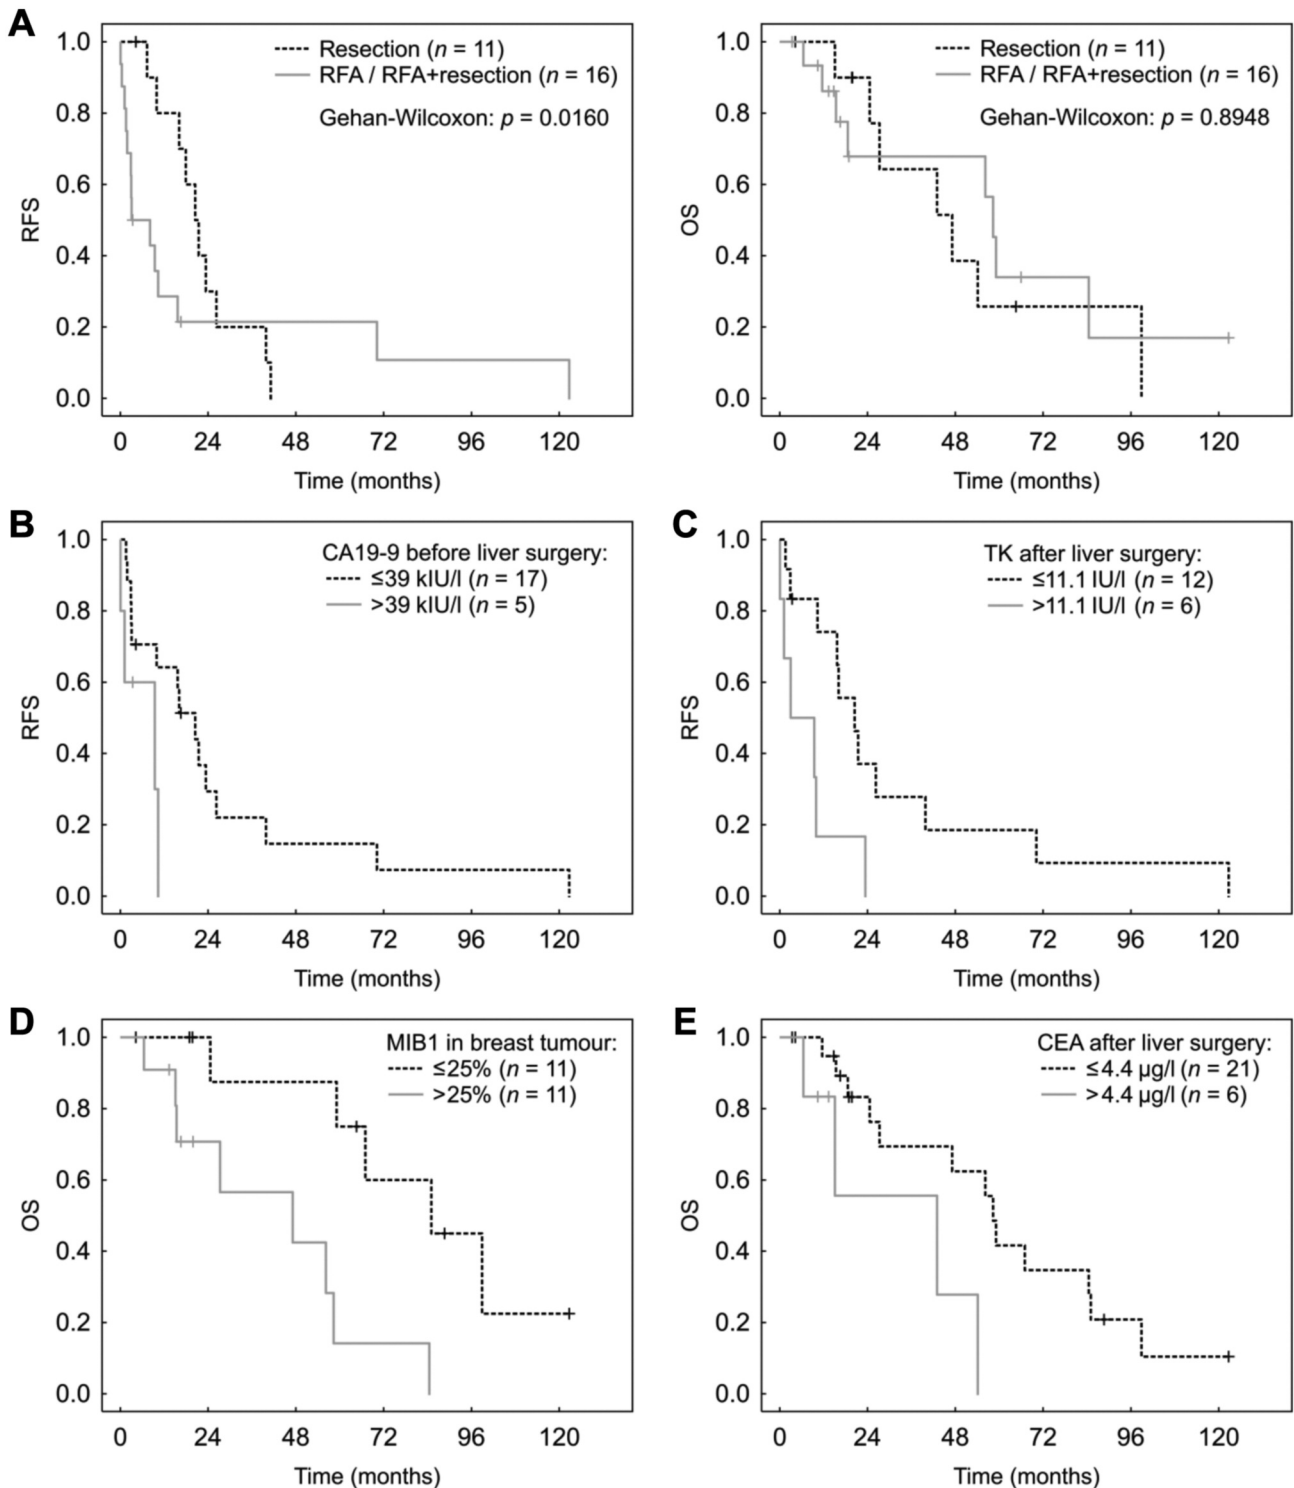 A
1.0
0.8
0.6
0.4
0.2
0.0
RFS
Resection (n = 11)
RFA / RFA+resection (n = 16)
Gehan-Wilcoxon: p = 0.0160
0 24 48 72 96 120
Time (months)
1.0
0.8
0.6
0.4
0.2
0.0
OS
Resection (n = 11)
RFA / RFA+resection (n = 16)
Gehan-Wilcoxon: p = 0.8948
0 24 48 72 96 120
Time (months)
B
1.0
0.8
0.6
0.4
0.2
0.0
RFS
CA19-9 before liver surgery:
≤39 kIU/l (n = 17)
>39 kIU/l (n = 5)
0 24 48 72 96 120
Time (months)
C
1.0
0.8
0.6
0.4
0.2
0.0
RFS
TK after liver surgery:
≤11.1 IU/l (n = 12)
>11.1 IU/l (n = 6)
0 24 48 72 96 120
Time (months)
D
1.0
0.8
0.6
0.4
0.2
0.0
OS
MIB1 in breast tumour:
≤25% (n = 11)
>25% (n = 11)
0 24 48 72 96 120
Time (months)
E
1.0
0.8
0.6
0.4
0.2
0.0
OS
CEA after liver surgery:
≤4.4 µg/l (n = 21)
>4.4 µg/l (n = 6)
0 24 48 72 96 120
Time (months)